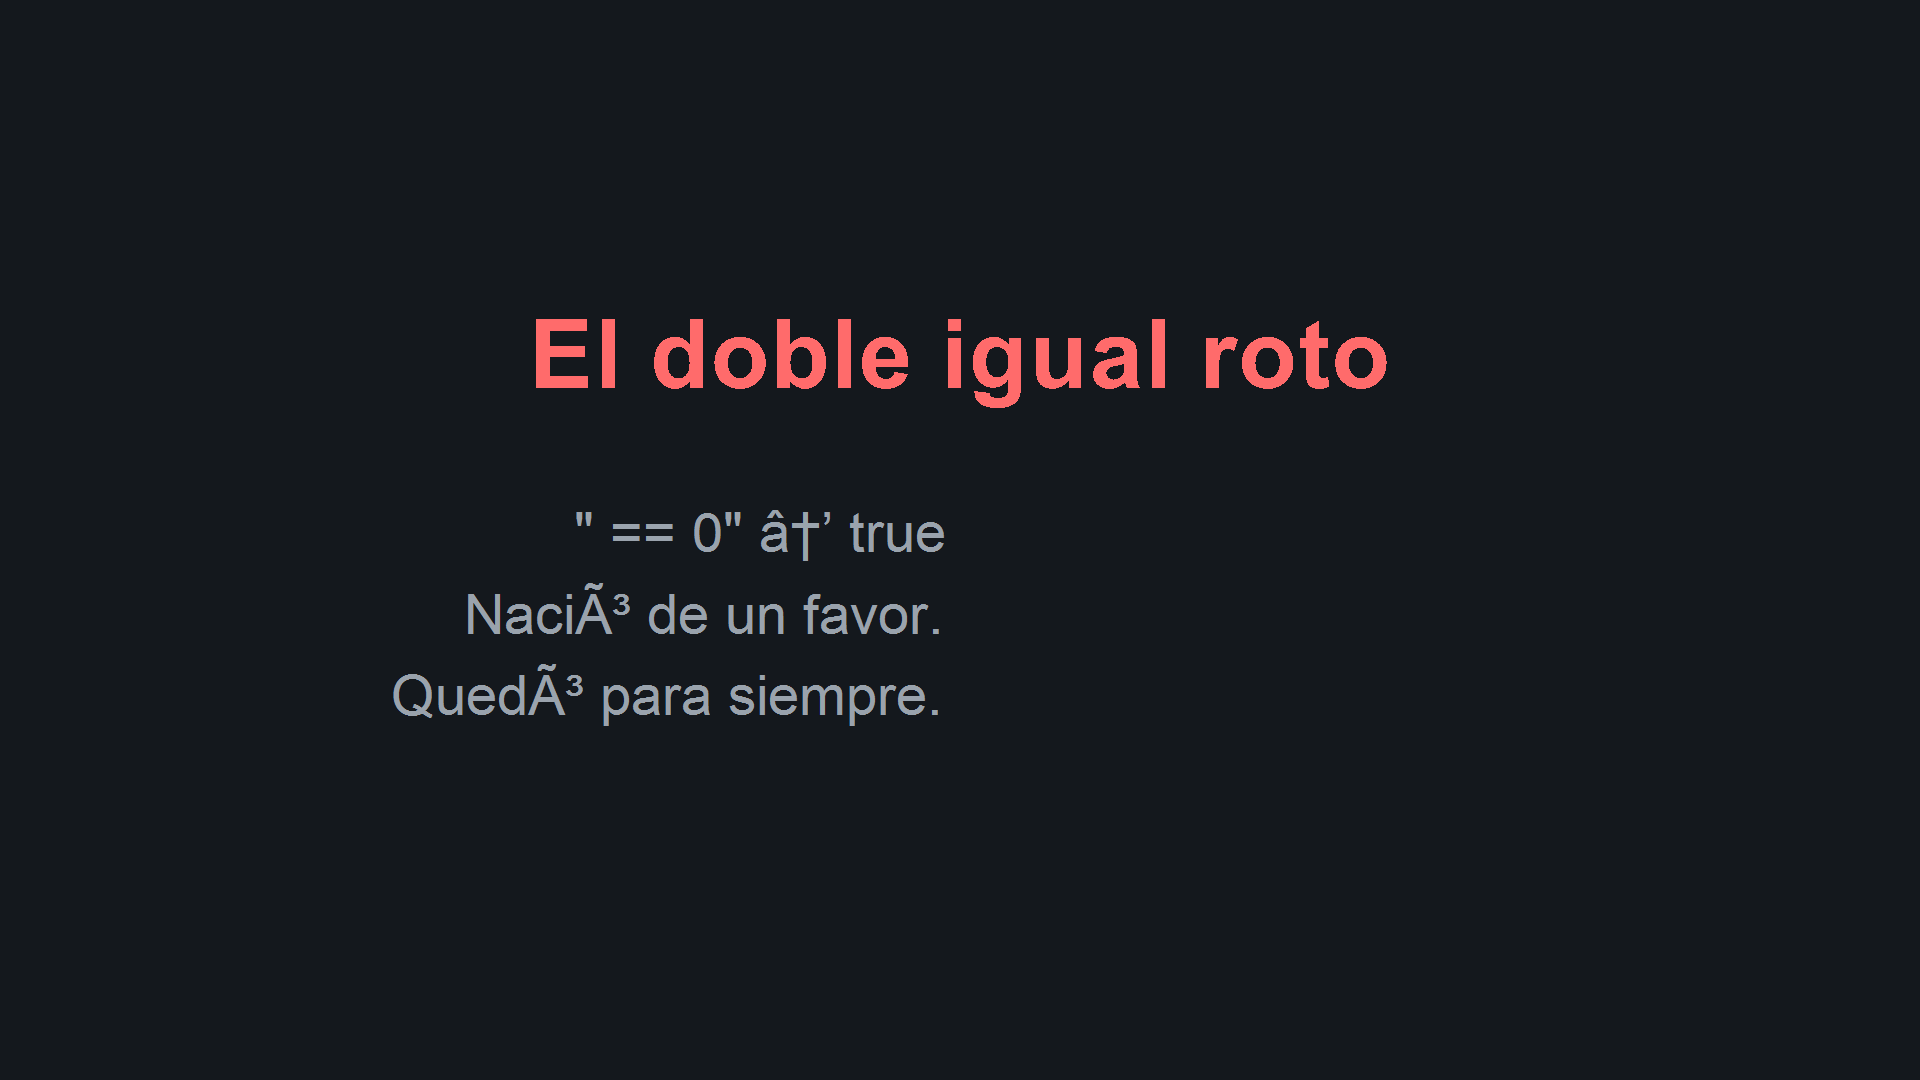 El doble igual roto
" == 0" â†’ true
NaciÃ³ de un favor.
QuedÃ³ para siempre.